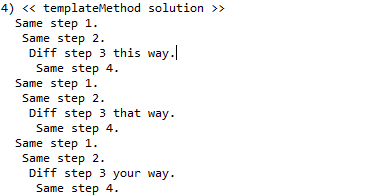 4) << templateMethod solution >>
Same step 1.
Same step 2.
Diff step 3 this way.
Same step 4.
Same step 1.
Same step 2.
Diff step 3 that way.
Same step 4.
Same step 1.
Same step 2.
Diff step 3 your way.
Same step 4.